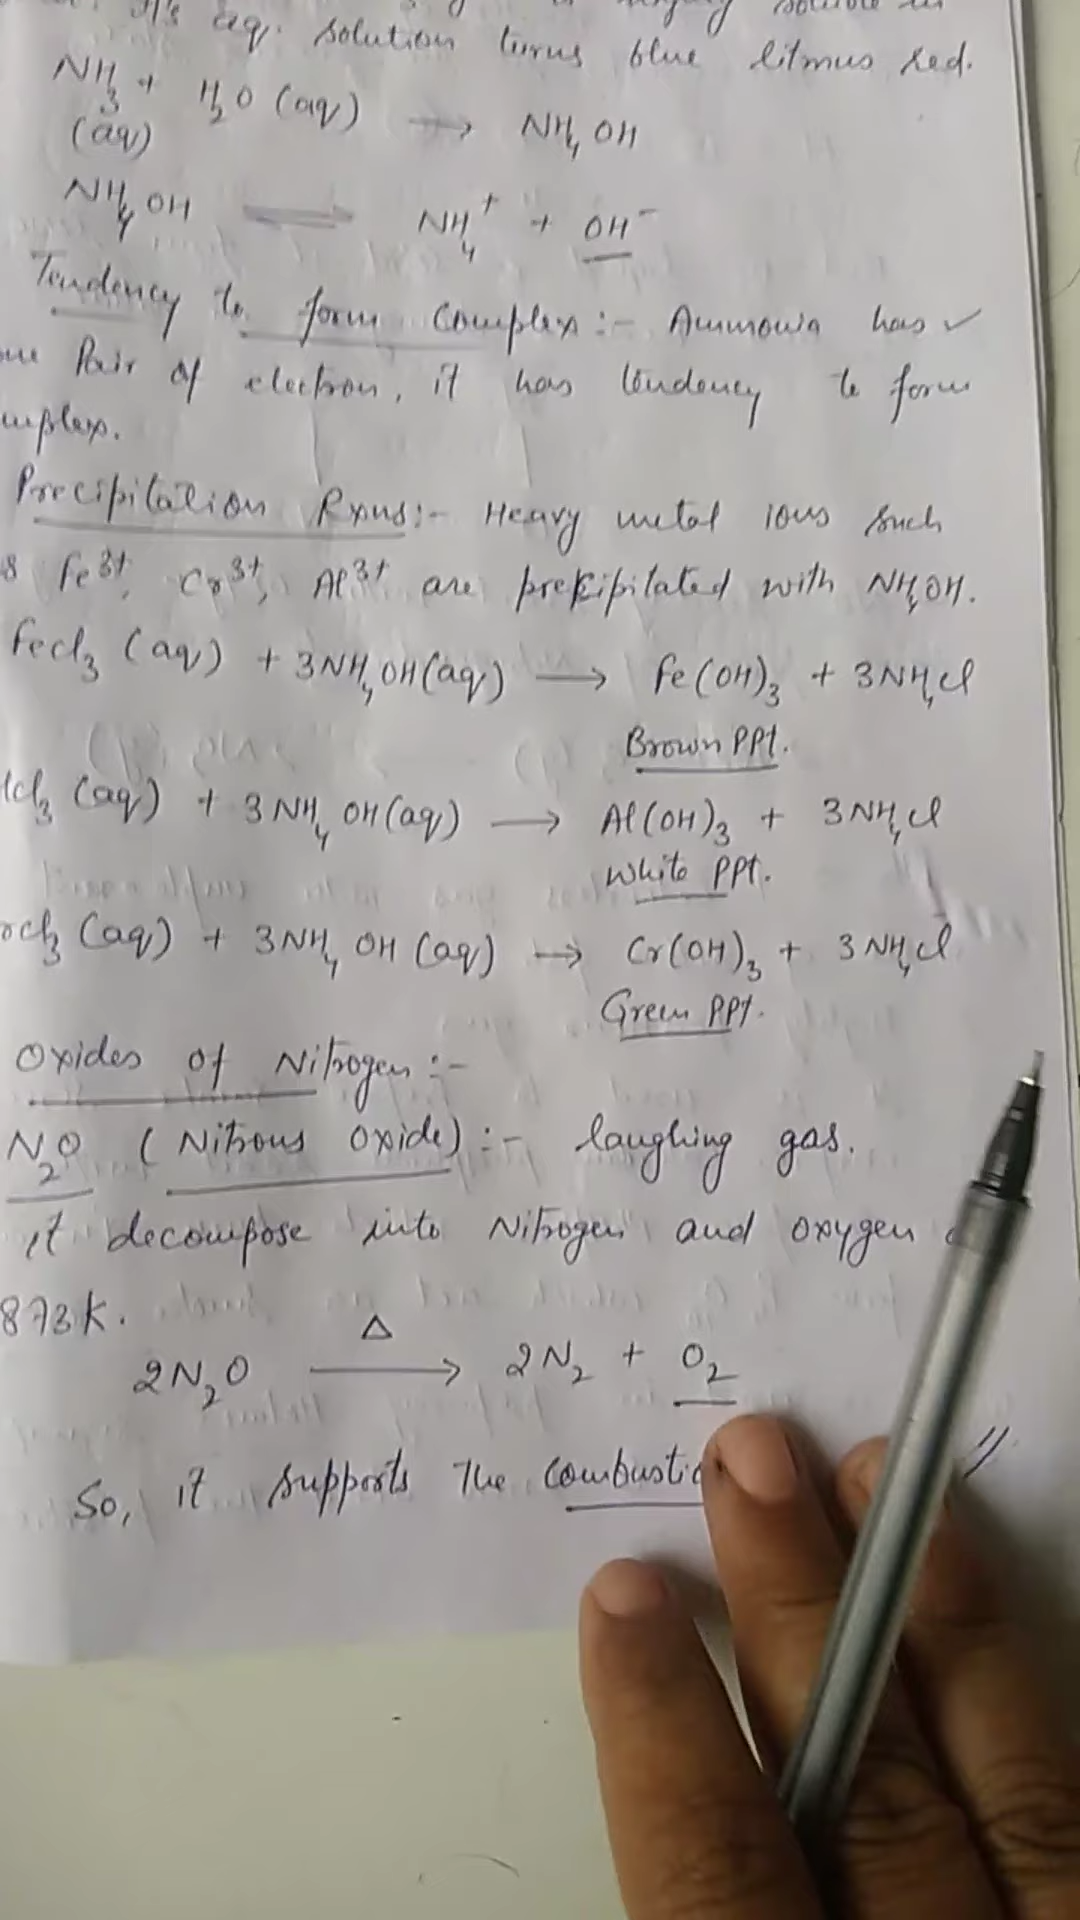 It's aq. solution turns blue litmus red.
NH3 + H2O (aq) → NH4OH
(aq)
NH4OH ⇌ NH4+ + OH-
Tendency to form Complex:- Ammonia has ✓
Pair of electron, it has tendency to form
Precipitation Rxns:- Heavy metal ions such
Fe3+, Cr3+, Al3+ are precipitated with NH4OH.
FeCl3 (aq) + 3NH4OH(aq) → Fe(OH)3 + 3NH4Cl
Brown PPt.
lCl3 (aq) + 3NH4OH(aq) → Al(OH)3 + 3NH4Cl
White PPt.
rCl3 (aq) + 3NH4OH (aq) → Cr(OH)3 + 3NH4Cl
Green PPt.
Oxides of Nitrogen:-
N2O (Nitrous Oxide):- laughing gas.
it decompose into Nitrogen and oxygen
873K.
Δ
2N2O → 2N2 + O2
So, it supports the Combustio